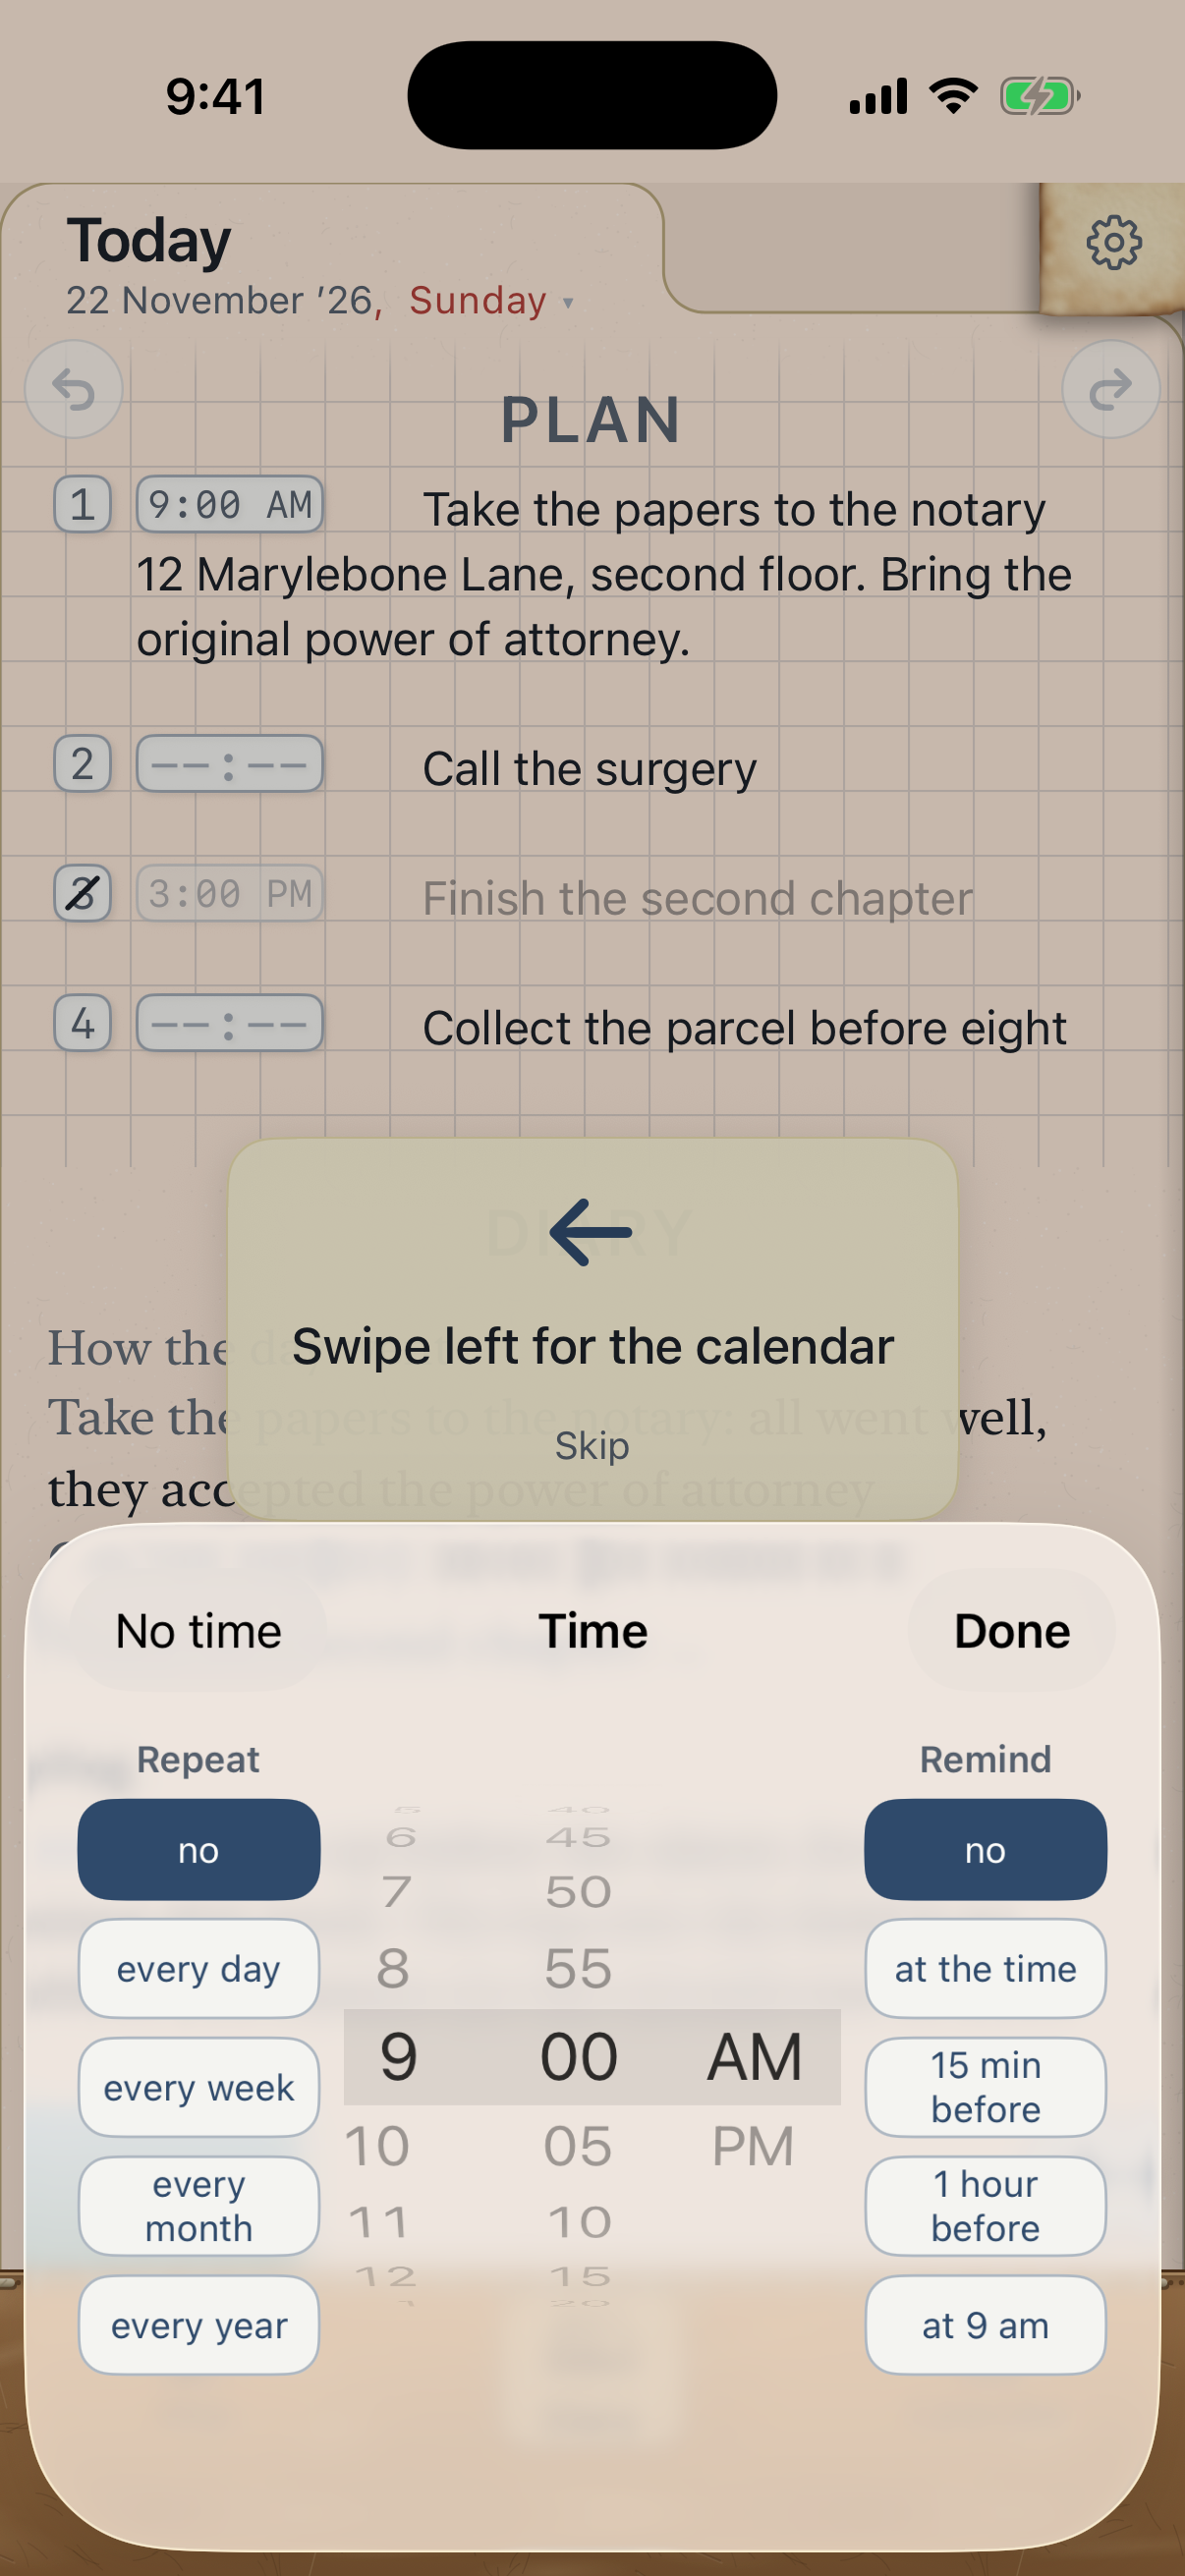 9:41
Today
22 November ’26, Sunday ▾
PLAN
1 9:00 AM Take the papers to the notary
12 Marylebone Lane, second floor. Bring the
original power of attorney.
2 --:-- Call the surgery
3 3:00 PM Finish the second chapter
4 --:-- Collect the parcel before eight
DIARY
Swipe left for the calendar
How the
Take the papers to the notary: all went well,
Skip
they accepted the power of attorney
No time Time Done
Repeat Remind
no
every day
every week
every
month
every year
5 40
6 45
7 50
8 55
9 00 AM
10 05 PM
11 10
12 15
1 20
no
at the time
15 min
before
1 hour
before
at 9 am